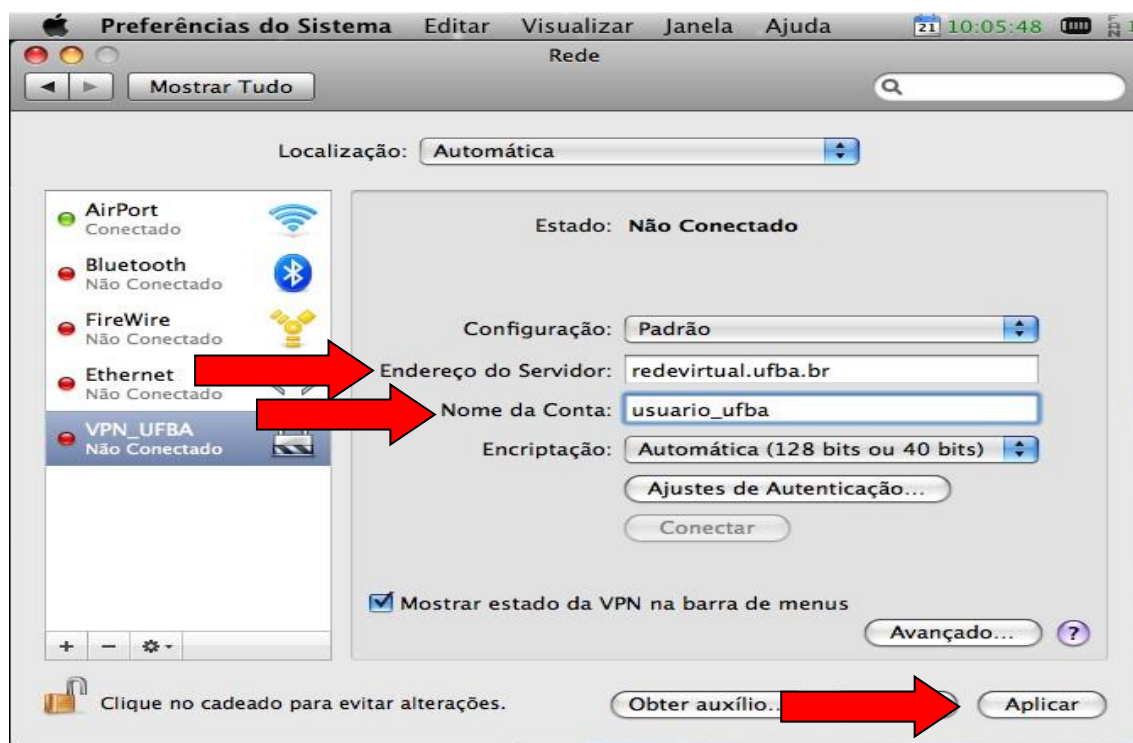 Preferências do Sistema Editar Visualizar Janela Ajuda 21 10:05:48
Rede
Mostrar Tudo
Localização: Automática
AirPort
Conectado
Bluetooth
Não Conectado
FireWire
Não Conectado
Ethernet
Não Conectado
VPN_UFBA
Não Conectado
+ −
Estado: Não Conectado
Configuração: Padrão
Endereço do Servidor: redevirtual.ufba.br
Nome da Conta: usuario_ufba
Encriptação: Automática (128 bits ou 40 bits)
Ajustes de Autenticação...
Conectar
Mostrar estado da VPN na barra de menus
Avançado... ?
Clique no cadeado para evitar alterações.
Obter auxílio... Aplicar